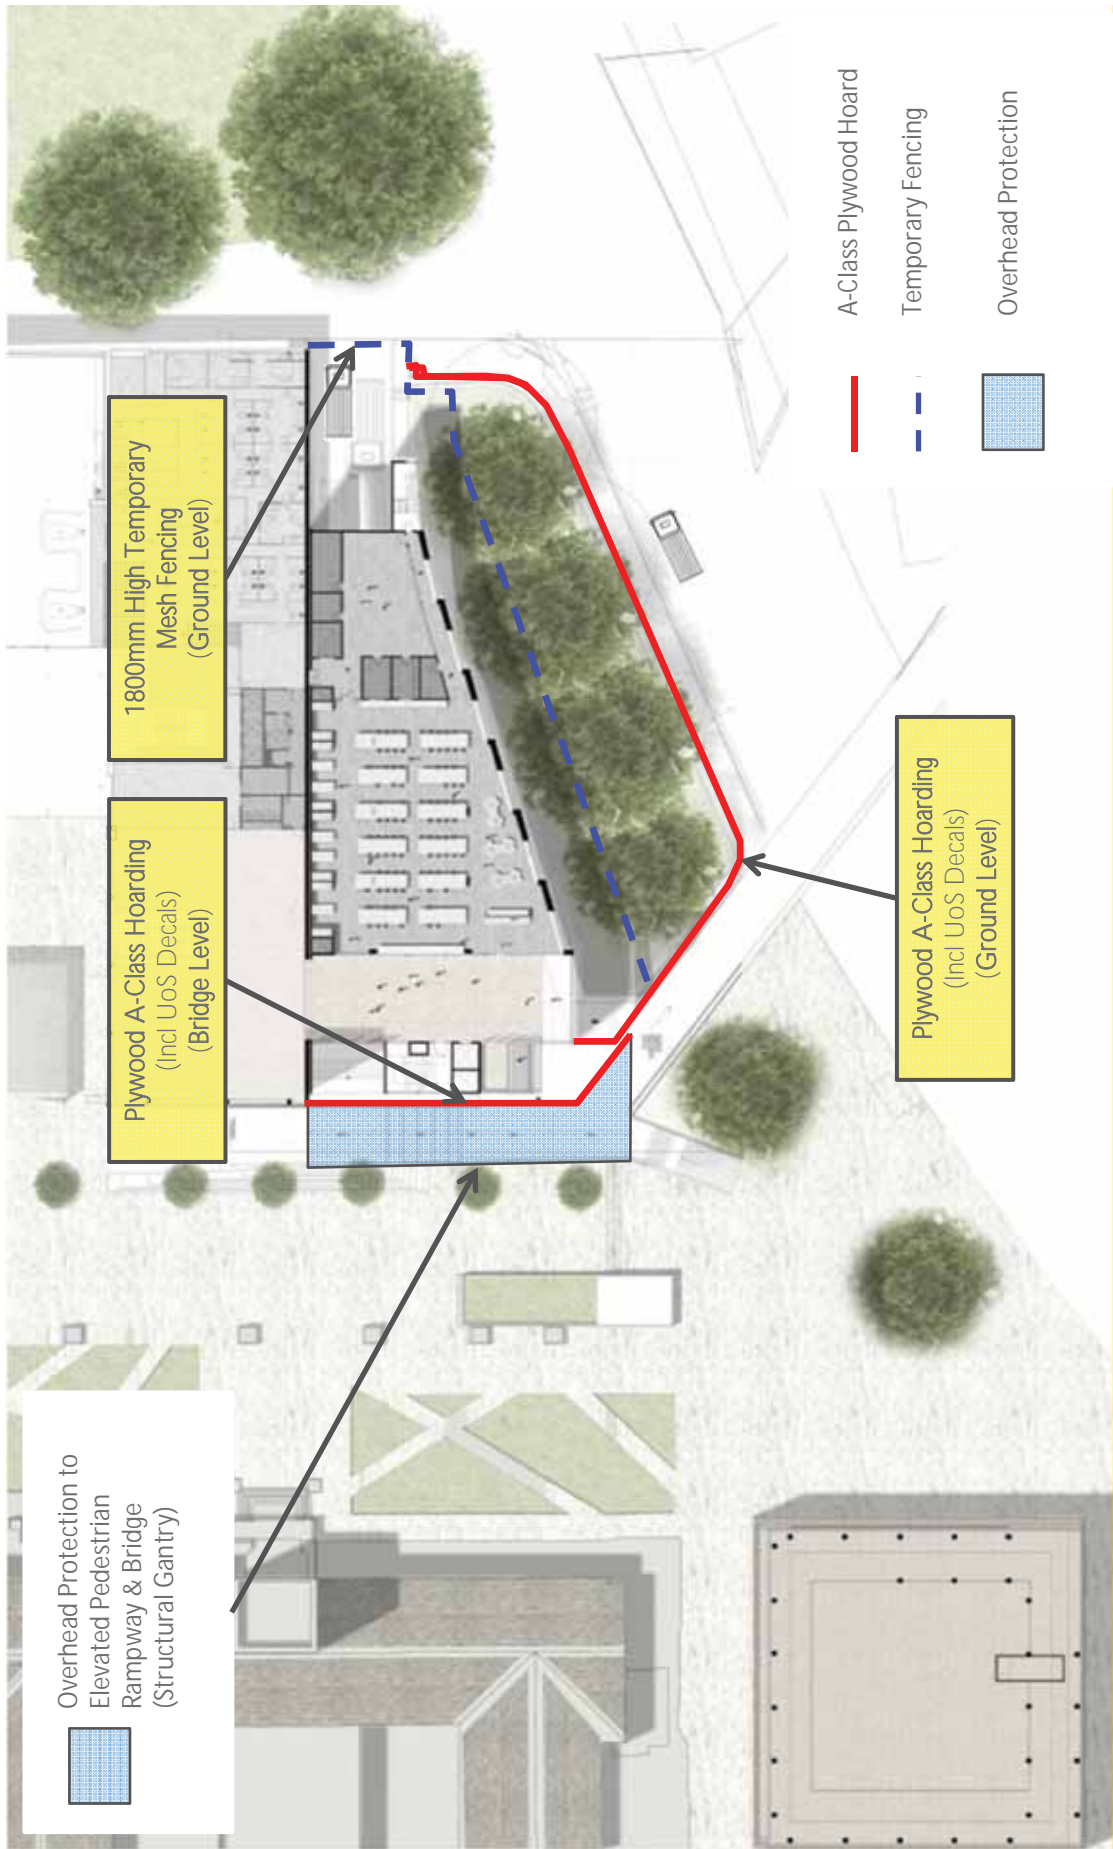 Overhead Protection to
Elevated Pedestrian
Rampway & Bridge
(Structural Gantry)
Plywood A-Class Hoarding
(Incl UoS Decals)
(Bridge Level)
1800mm High Temporary
Mesh Fencing
(Ground Level)
Plywood A-Class Hoarding
(Incl UoS Decals)
(Ground Level)
A-Class Plywood Hoard
Temporary Fencing
Overhead Protection